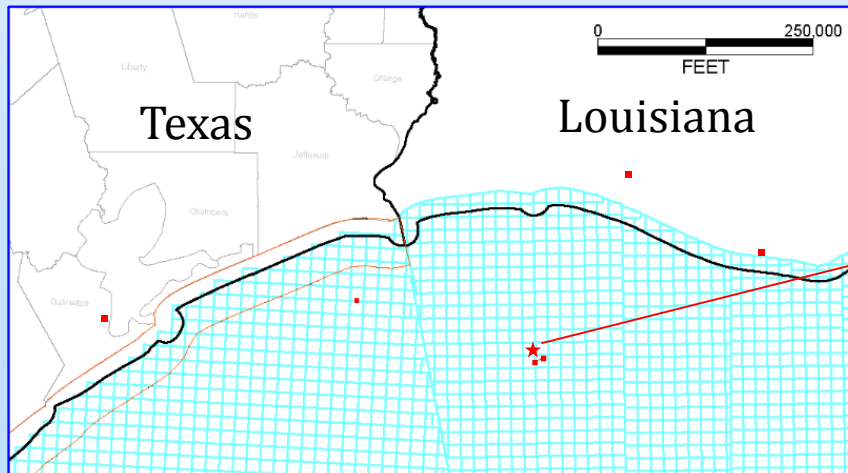 Hardin
0 250,000
FEET
Liberty
Orange
Texas
Louisiana
Jefferson
Chambers
Galveston